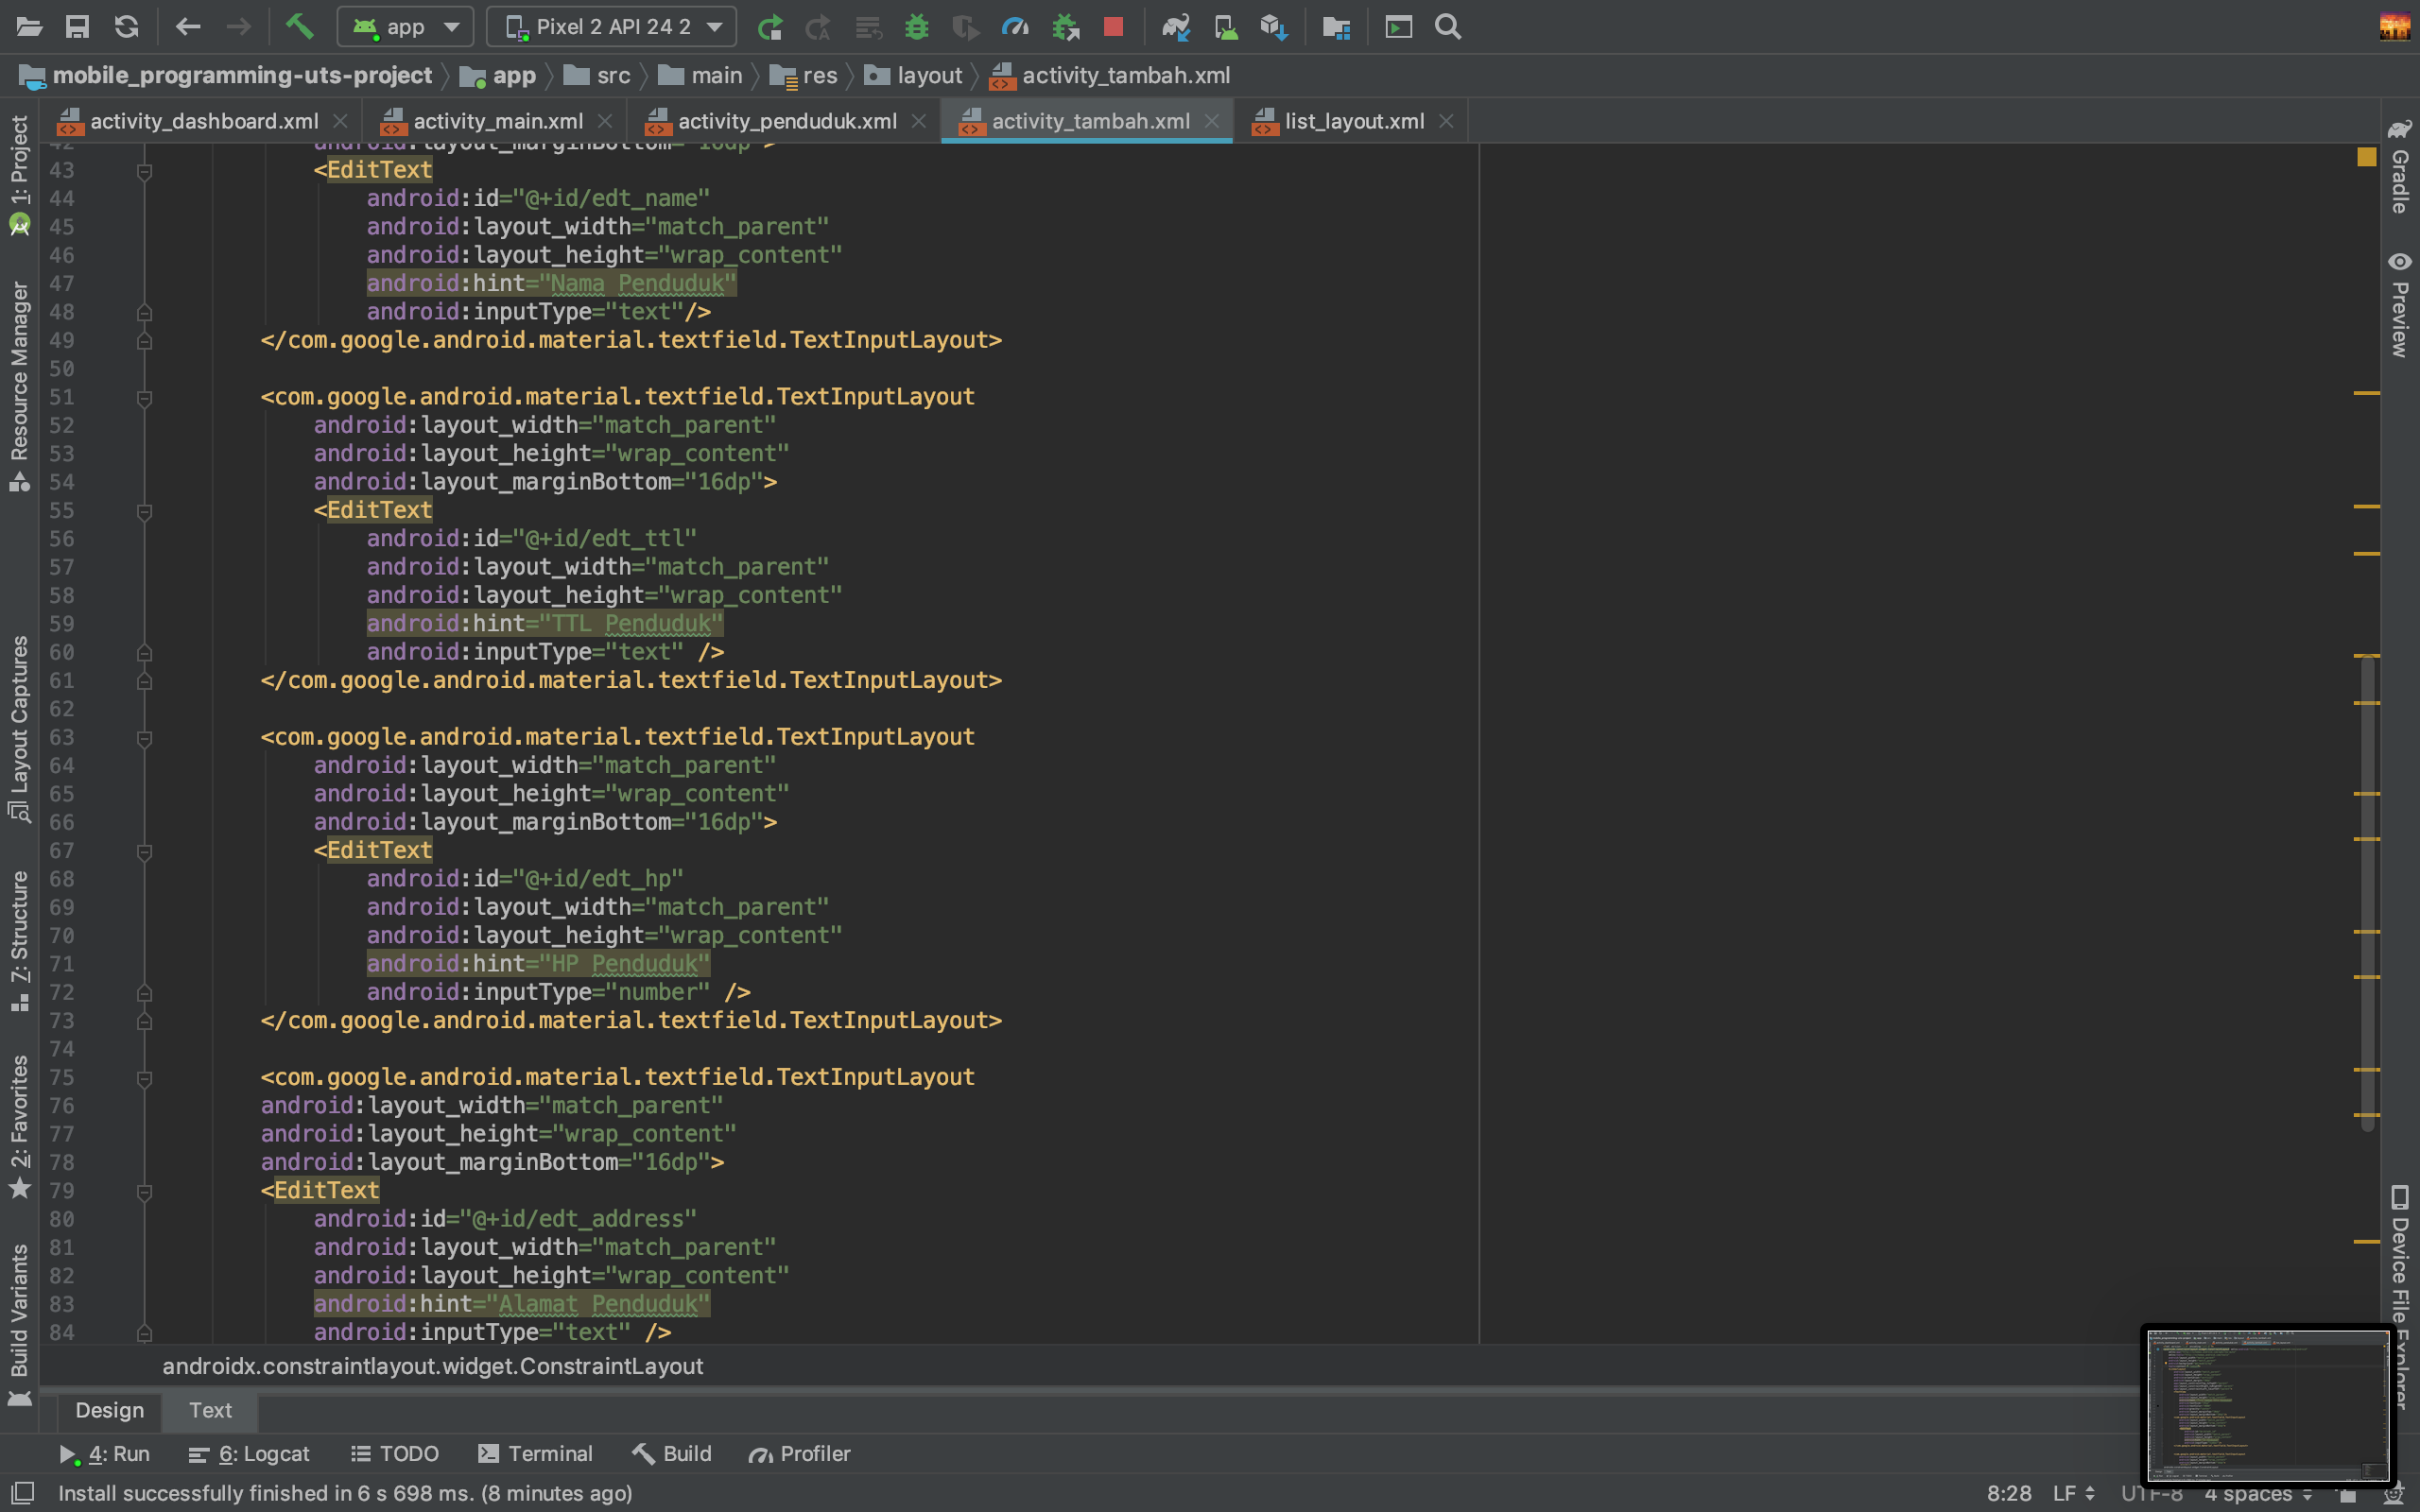 app
Pixel 2 API 24 2
mobile_programming-uts-project
app
src
main
res
layout
activity_tambah.xml
activity_dashboard.xml
activity_main.xml
activity_penduduk.xml
activity_tambah.xml
list_layout.xml
1: Project
Resource Manager
Layout Captures
Z: Structure
2: Favorites
Build Variants
42 android:layout_marginBottom="16dp">
43 <EditText
44 android:id="@+id/edt_name"
45 android:layout_width="match_parent"
46 android:layout_height="wrap_content"
47 android:hint="Nama Penduduk"
48 android:inputType="text"/>
49 </com.google.android.material.textfield.TextInputLayout>
50
51 <com.google.android.material.textfield.TextInputLayout
52 android:layout_width="match_parent"
53 android:layout_height="wrap_content"
54 android:layout_marginBottom="16dp">
55 <EditText
56 android:id="@+id/edt_ttl"
57 android:layout_width="match_parent"
58 android:layout_height="wrap_content"
59 android:hint="TTL Penduduk"
60 android:inputType="text" />
61 </com.google.android.material.textfield.TextInputLayout>
62
63 <com.google.android.material.textfield.TextInputLayout
64 android:layout_width="match_parent"
65 android:layout_height="wrap_content"
66 android:layout_marginBottom="16dp">
67 <EditText
68 android:id="@+id/edt_hp"
69 android:layout_width="match_parent"
70 android:layout_height="wrap_content"
71 android:hint="HP Penduduk"
72 android:inputType="number" />
73 </com.google.android.material.textfield.TextInputLayout>
74
75 <com.google.android.material.textfield.TextInputLayout
76 android:layout_width="match_parent"
77 android:layout_height="wrap_content"
78 android:layout_marginBottom="16dp">
79 <EditText
80 android:id="@+id/edt_address"
81 android:layout_width="match_parent"
82 android:layout_height="wrap_content"
83 android:hint="Alamat Penduduk"
84 android:inputType="text" />
Gradle
Preview
Device File Explorer
androidx.constraintlayout.widget.ConstraintLayout
Design
Text
4: Run
6: Logcat
TODO
Terminal
Build
Profiler
Install successfully finished in 6 s 698 ms. (8 minutes ago)
8:28
LF
UTF-8
4 spaces